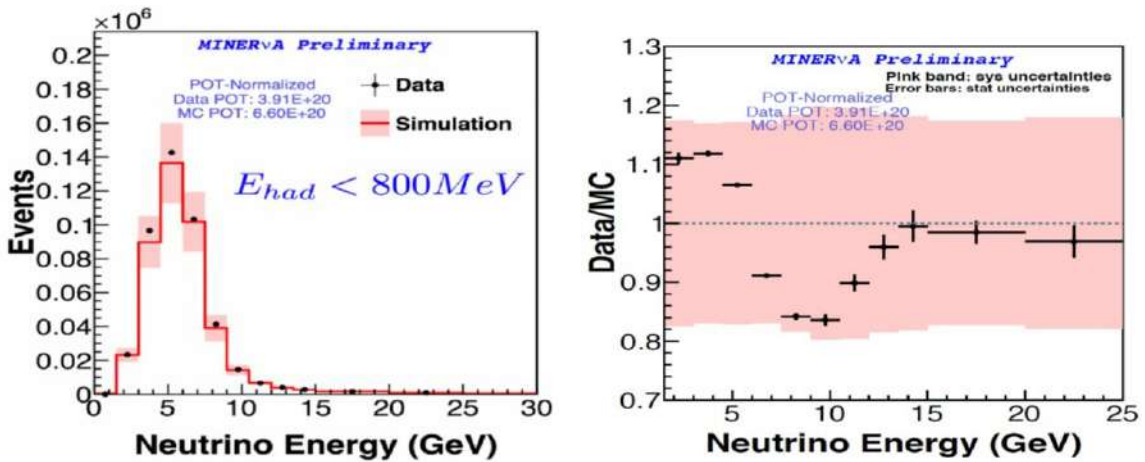 ×10⁶
MINERνA Preliminary
POT-Normalized
Data POT: 3.91E+20
MC POT: 6.60E+20
Data
Simulation
E_had < 800MeV
Events
0.2
0.18
0.16
0.14
0.12
0.1
0.08
0.06
0.04
0.02
0
0 5 10 15 20 25 30
Neutrino Energy (GeV)
MINERνA Preliminary
Pink band: sys uncertainties
Error bars: stat uncertainties
POT-Normalized
Data POT: 3.91E+20
MC POT: 6.60E+20
Data/MC
1.3
1.2
1.1
1
0.9
0.8
0.7
5 10 15 20 25
Neutrino Energy (GeV)